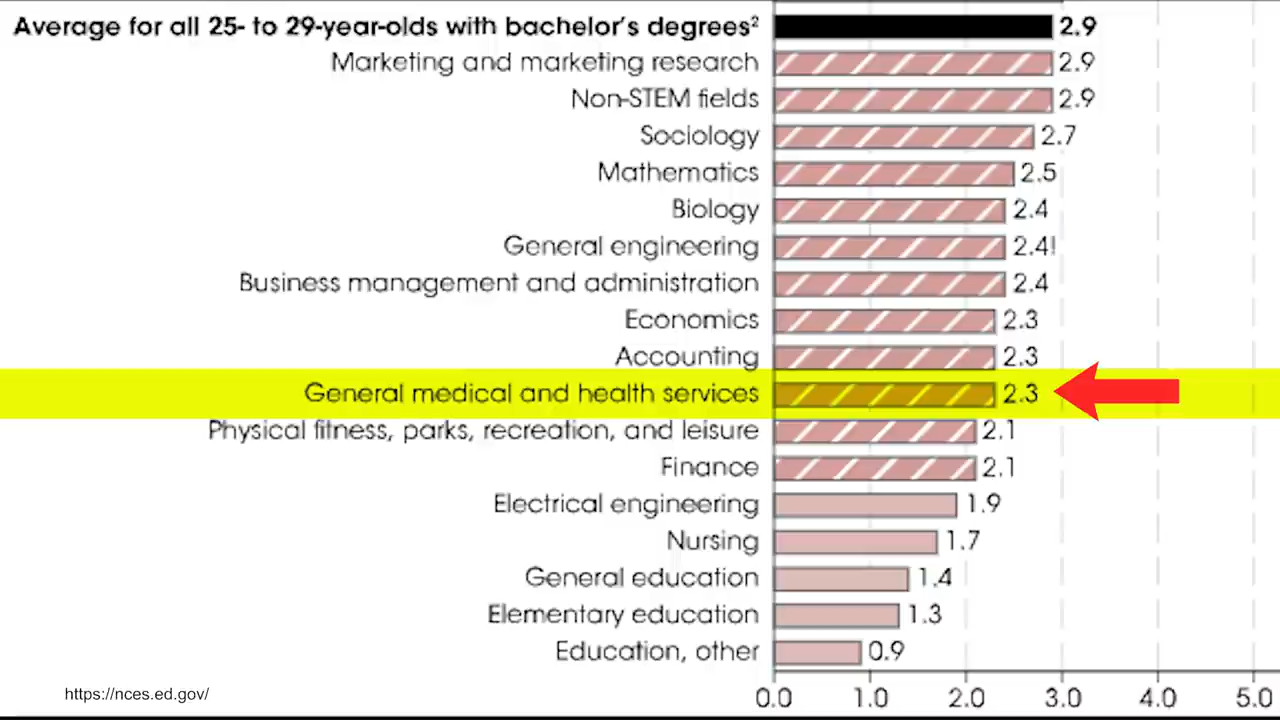 Average for all 25- to 29-year-olds with bachelor's degrees² 2.9
Marketing and marketing research 2.9
Non-STEM fields 2.9
Sociology 2.7
Mathematics 2.5
Biology 2.4
General engineering 2.4!
Business management and administration 2.4
Economics 2.3
Accounting 2.3
General medical and health services 2.3
Physical fitness, parks, recreation, and leisure 2.1
Finance 2.1
Electrical engineering 1.9
Nursing 1.7
General education 1.4
Elementary education 1.3
Education, other 0.9
0.0 1.0 2.0 3.0 4.0 5.0
https://nces.ed.gov/